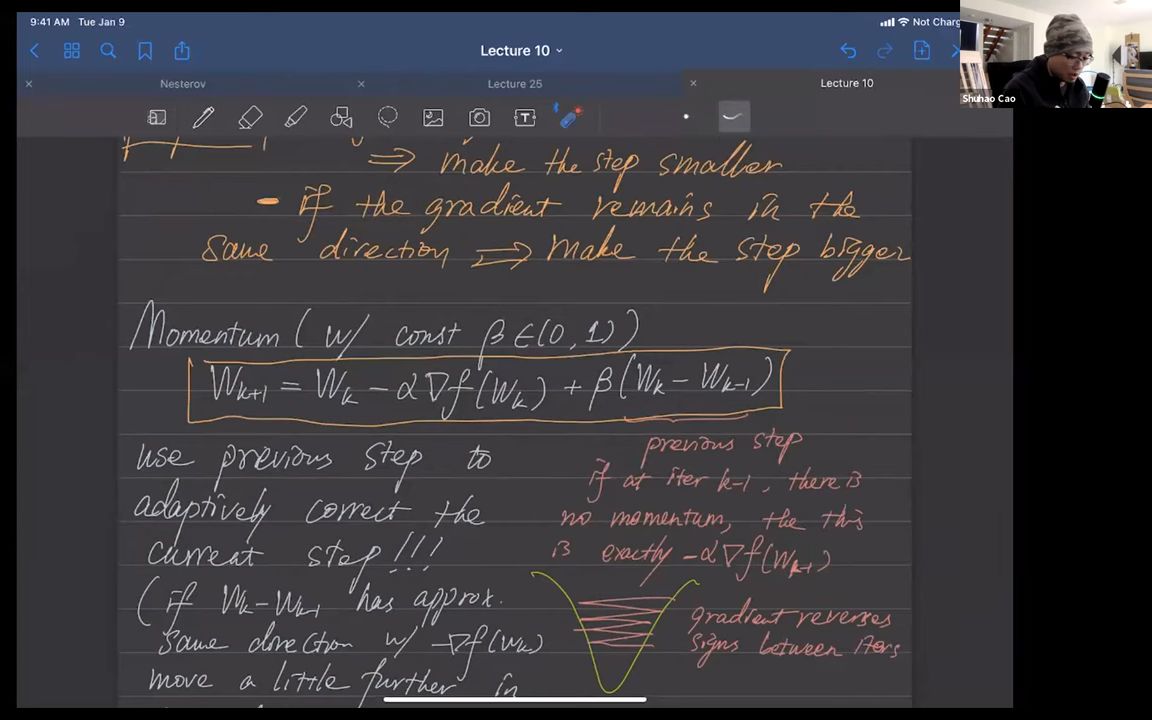 9:41 AM Tue Jan 9
Not Charg
Lecture 10
Nesterov
Lecture 25
Lecture 10
Shuhao Cao
⇒ make the step smaller
- if the gradient remains in the
same direction ⇒ make the step bigger
Momentum ( w/ const β ∈ (0, 1) )
W_{k+1} = W_k - α ∇f(W_k) + β(W_k - W_{k-1})
use previous step to
adaptively correct the
current step!!!
(if W_k - W_{k-1} has approx.
same direction w/ -∇f(W_k)
move a little further in
previous step
if at iter k-1, there is
no momentum, the this
is exactly -α∇f(W_{k-1})
gradient reverses
signs between iters